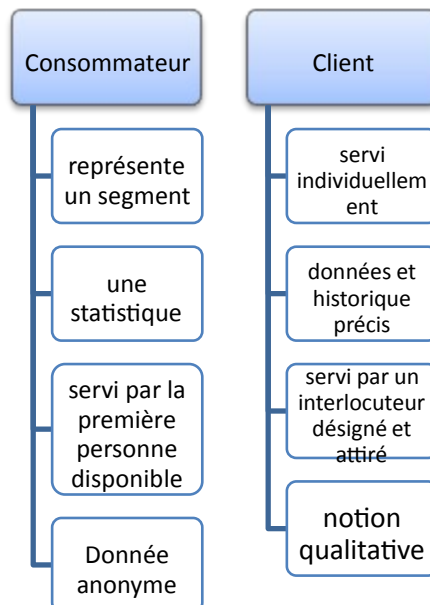 Consommateur
représente
un segment
une
statistique
servi par la
première
personne
disponible
Donnée
anonyme
Client
servi
individuellem
ent
données et
historique
précis
servi par un
interlocuteur
désigné et
attiré
notion
qualitative